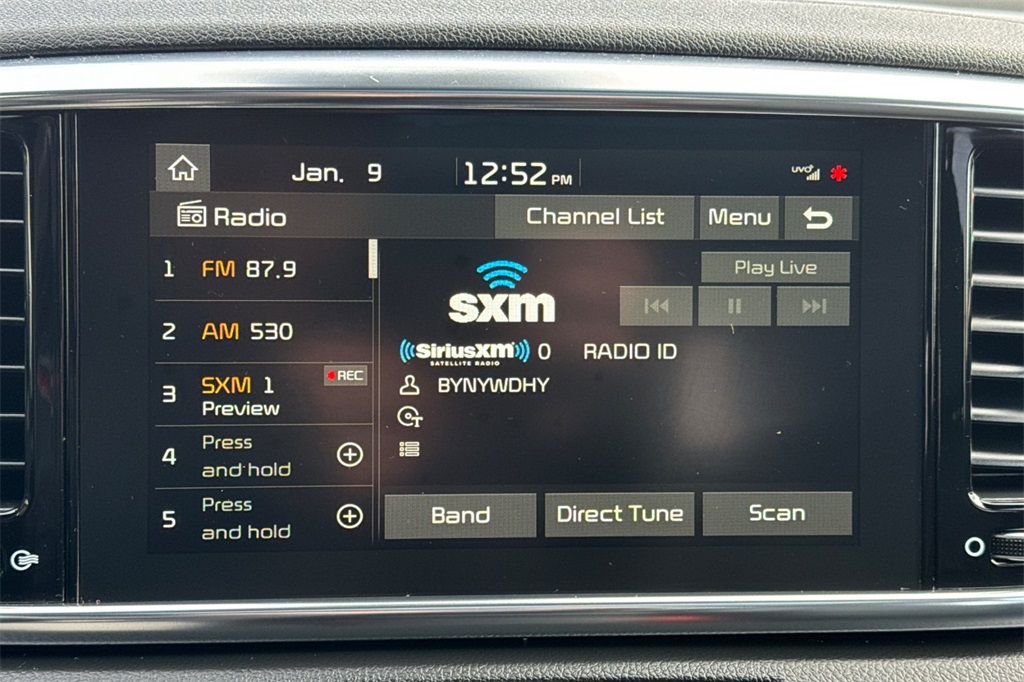 Jan. 9 12:52 PM UVO
Radio Channel List Menu
1 FM 87.9
2 AM 530
3 SXM 1 REC
Preview
4 Press
and hold
5 Press
and hold
Play Live
sxm
SiriusXM 0 RADIO ID
SATELLITE RADIO
BYNYWDHY
T
Band Direct Tune Scan